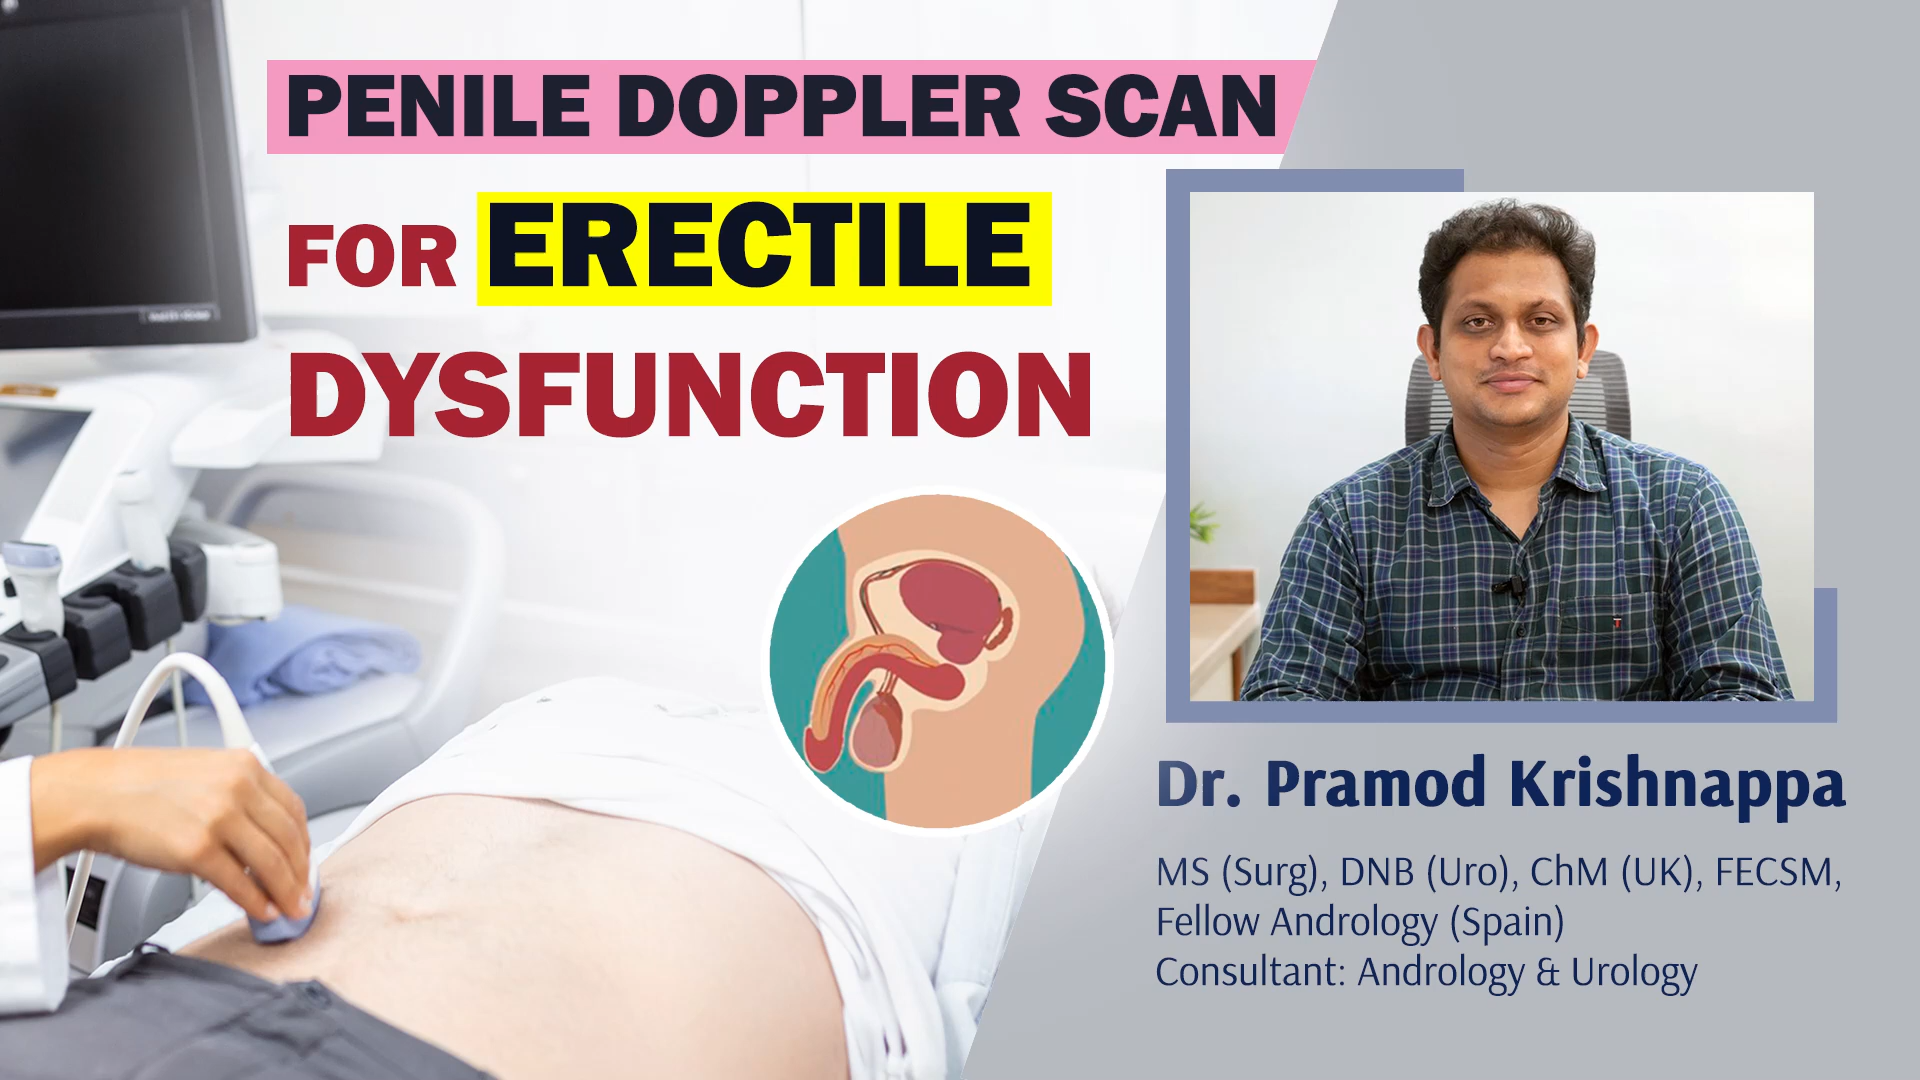 PENILE DOPPLER SCAN
FOR ERECTILE
DYSFUNCTION
Dr. Pramod Krishnappa
MS (Surg), DNB (Uro), ChM (UK), FECSM,
Fellow Andrology (Spain)
Consultant: Andrology & Urology